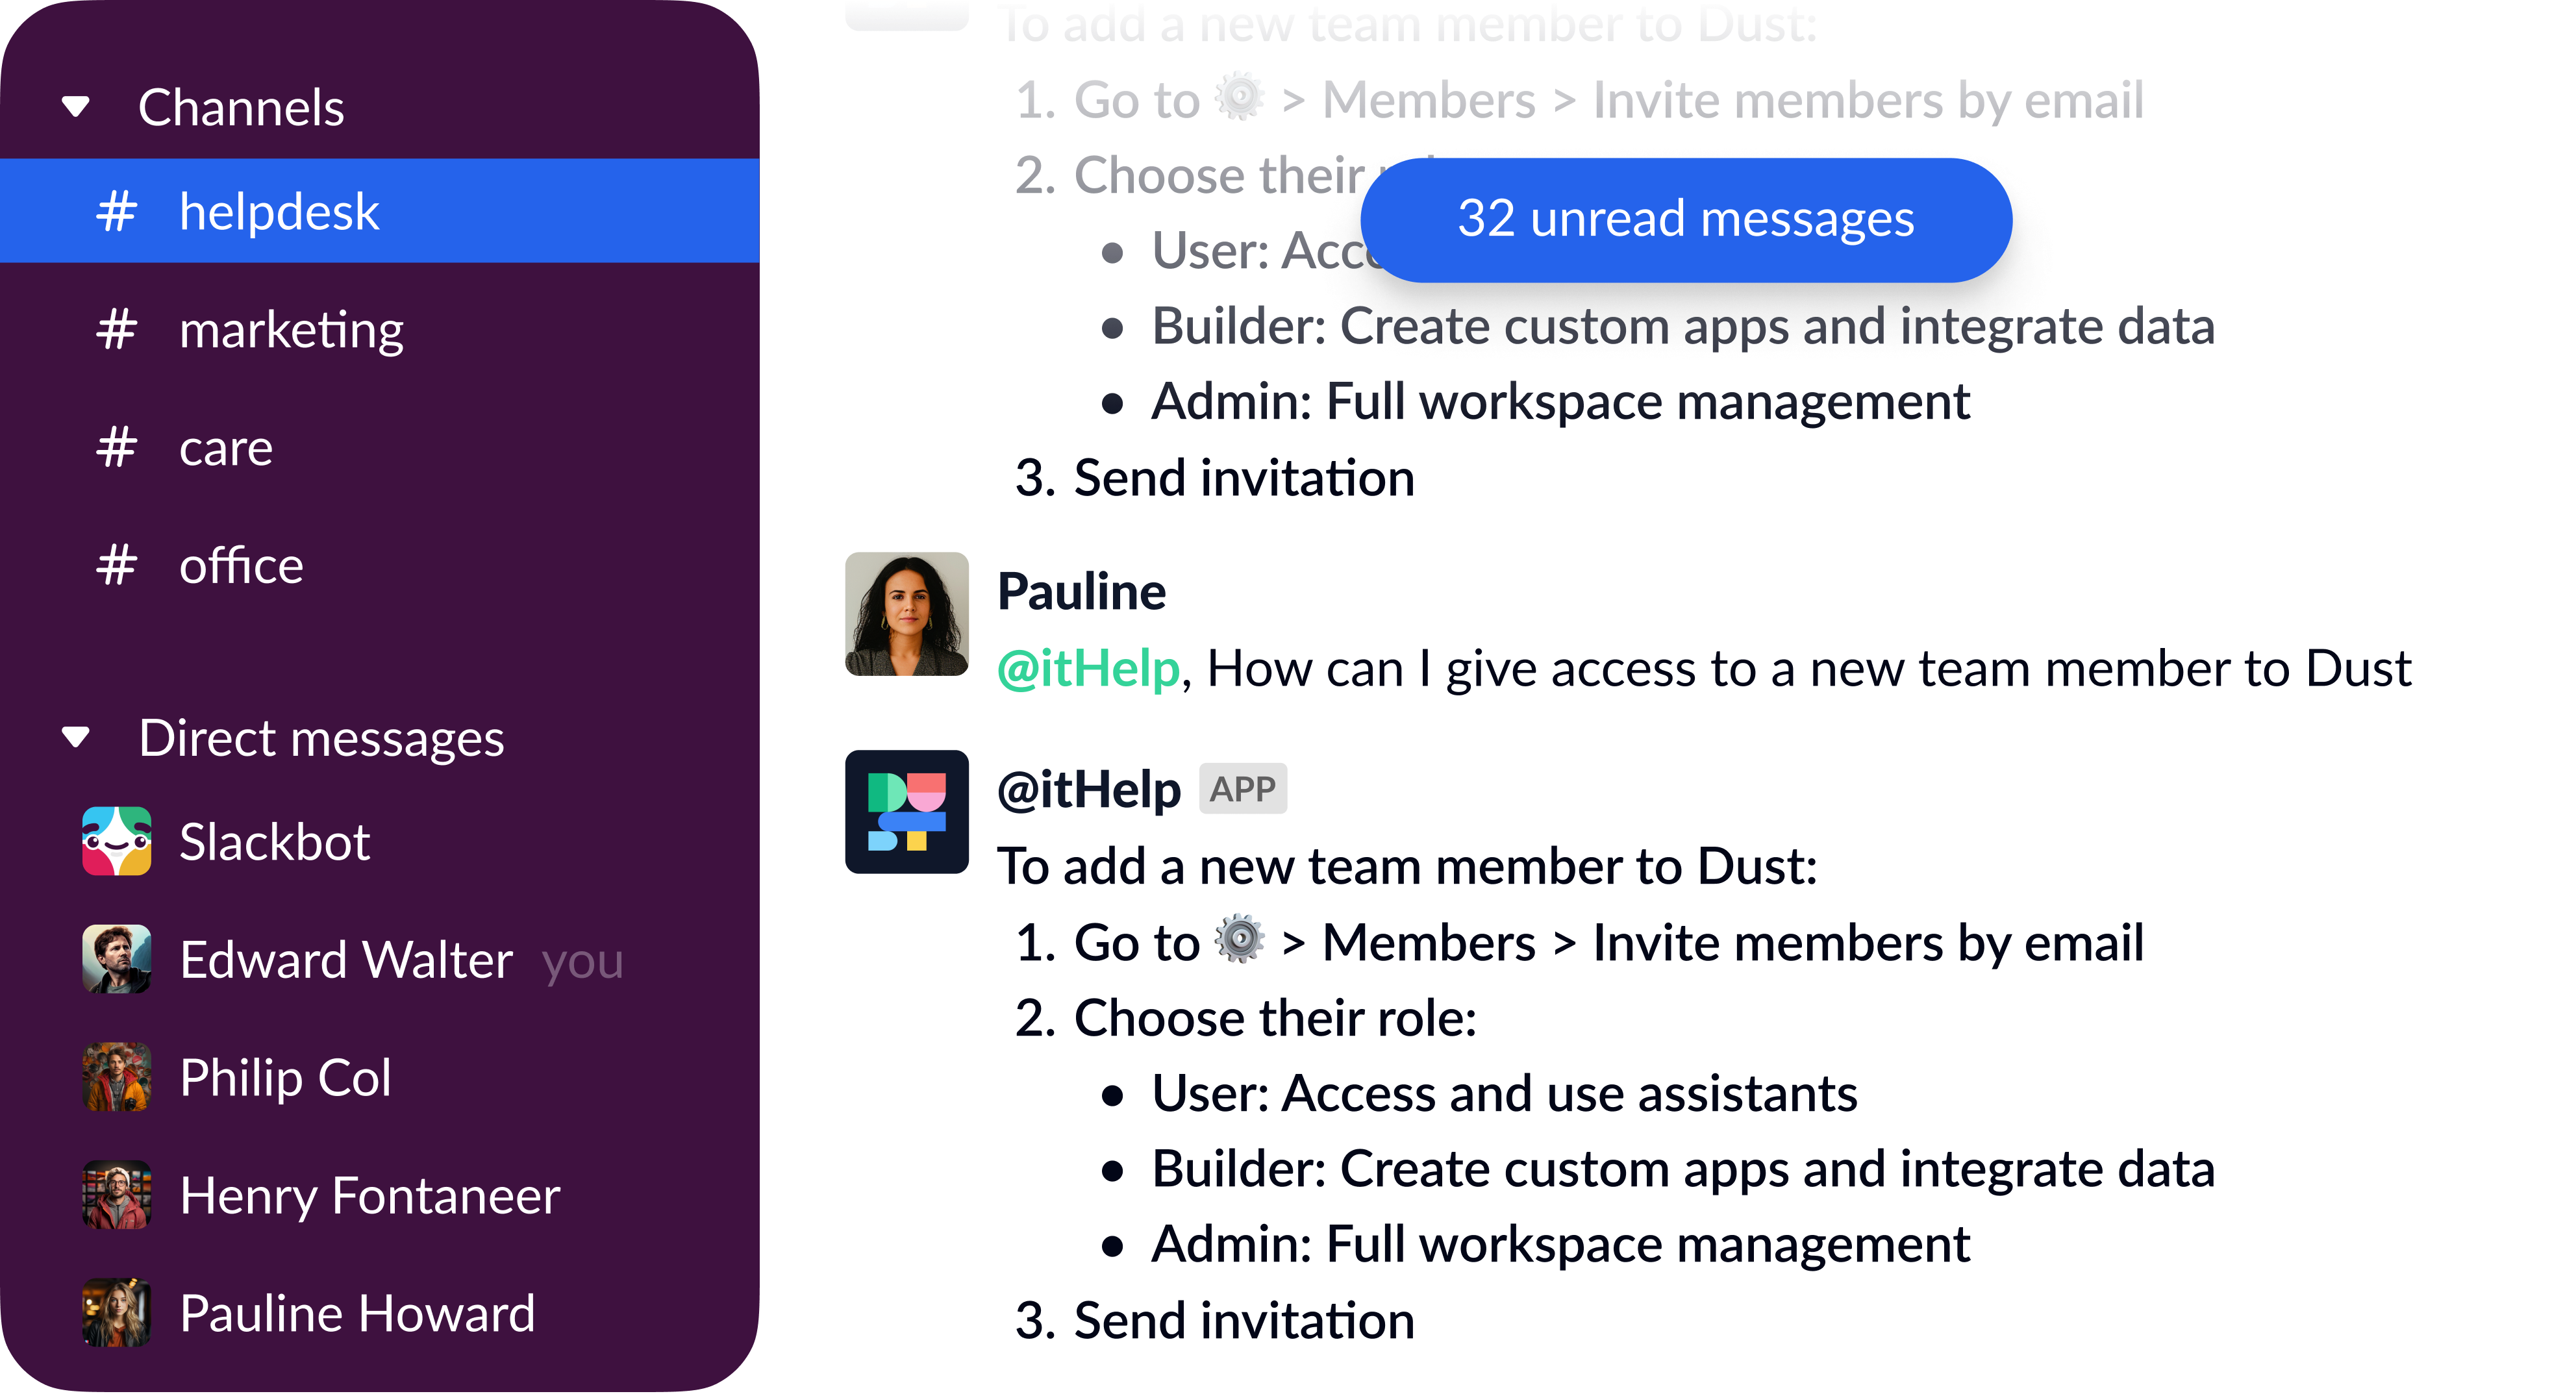 Channels
# helpdesk
# marketing
# care
# office
Direct messages
Slackbot
Edward Walter you
Philip Col
Henry Fontaneer
Pauline Howard
To add a new team member to Dust:
1. Go to > Members > Invite members by email
2. Choose their
32 unread messages
• User:
• Builder: Create custom apps and integrate data
• Admin: Full workspace management
3. Send invitation
Pauline
@itHelp, How can I give access to a new team member to Dust
@itHelp APP
To add a new team member to Dust:
1. Go to > Members > Invite members by email
2. Choose their role:
• User: Access and use assistants
• Builder: Create custom apps and integrate data
• Admin: Full workspace management
3. Send invitation